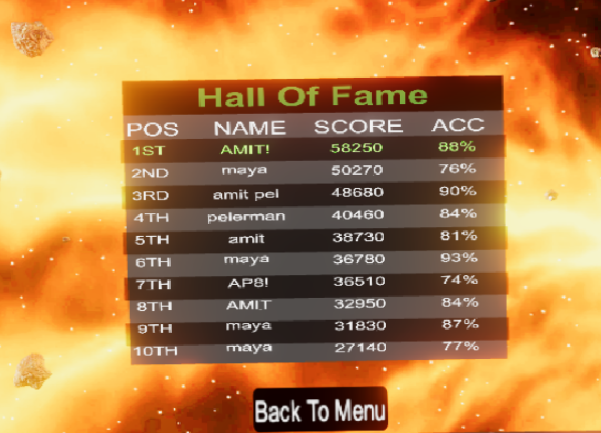 Hall Of Fame
POS NAME SCORE ACC
1ST AMIT! 58250 88%
2ND maya 50270 76%
3RD amit pel 48680 90%
4TH pelerman 40460 84%
5TH amit 38730 81%
6TH maya 36780 93%
7TH AP8! 36510 74%
8TH AMIT 32950 84%
9TH maya 31830 87%
10TH maya 27140 77%
Back To Menu